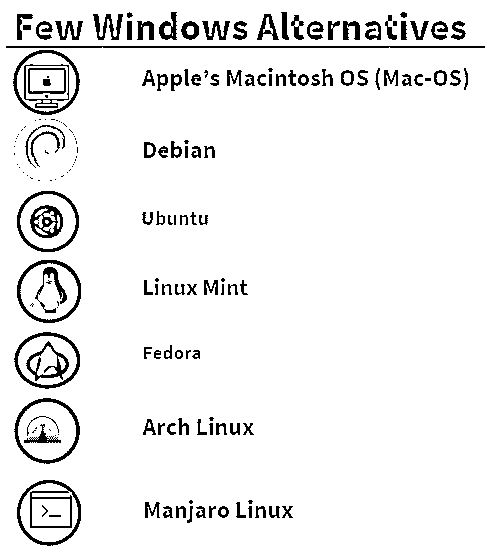 Few Windows Alternatives
Apple's Macintosh OS (Mac-OS)
Debian
Ubuntu
Linux Mint
Fedora
Arch Linux
Manjaro Linux